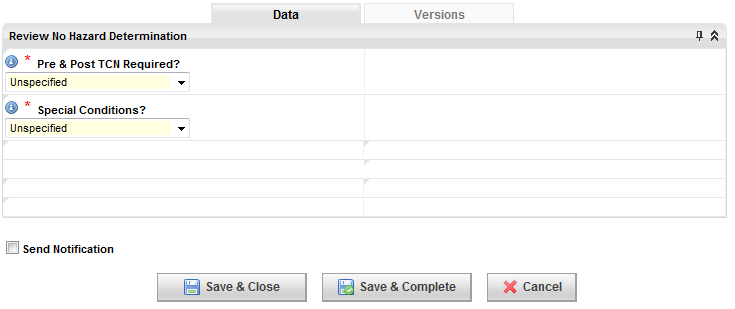 Data Versions
Review No Hazard Determination
* Pre & Post TCN Required?
Unspecified
* Special Conditions?
Unspecified
Send Notification
Save & Close Save & Complete Cancel